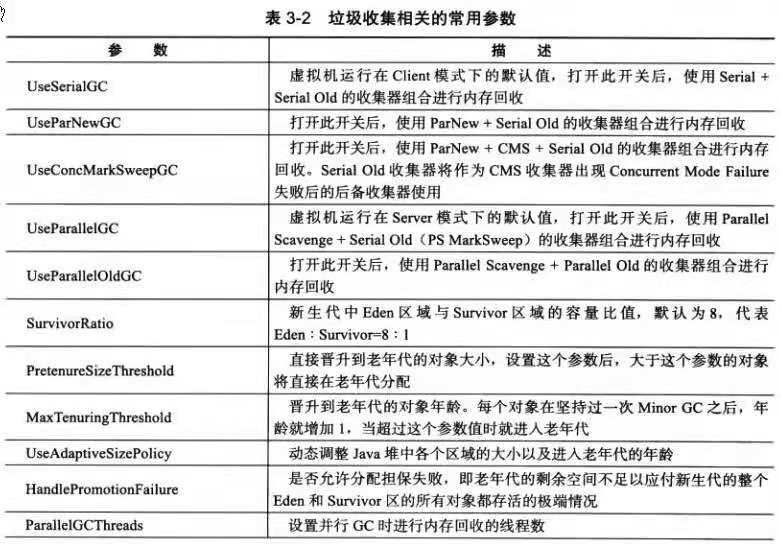 表 3-2 垃圾收集相关的常用参数
参 数 描 述
UseSerialGC 虚拟机运行在 Client 模式下的默认值，打开此开关后，使用 Serial +
Serial Old 的收集器组合进行内存回收
UseParNewGC 打开此开关后，使用 ParNew + Serial Old 的收集器组合进行内存回收
UseConcMarkSweepGC 打开此开关后，使用 ParNew + CMS + Serial Old 的收集器组合进行内存
回收。Serial Old 收集器将作为 CMS 收集器出现 Concurrent Mode Failure
失败后的后备收集器使用
UseParallelGC 虚拟机运行在 Server 模式下的默认值，打开此开关后，使用 Parallel
Scavenge + Serial Old（PS MarkSweep）的收集器组合进行内存回收
UseParallelOldGC 打开此开关后，使用 Parallel Scavenge + Parallel Old 的收集器组合进行
内存回收
SurvivorRatio 新生代中 Eden 区域与 Survivor 区域的容量比值，默认为 8，代表
Eden：Survivor=8：1
PretenureSizeThreshold 直接晋升到老年代的对象大小，设置这个参数后，大于这个参数的对象
将直接在老年代分配
MaxTenuringThreshold 晋升到老年代的对象年龄。每个对象在坚持过一次 Minor GC 之后，年
龄就增加 1，当超过这个参数值时就进入老年代
UseAdaptiveSizePolicy 动态调整 Java 堆中各个区域的大小以及进入老年代的年龄
HandlePromotionFailure 是否允许分配担保失败，即老年代的剩余空间不足以应付新生代的整个
Eden 和 Survivor 区的所有对象都存活的极端情况
ParallelGCThreads 设置并行 GC 时进行内存回收的线程数